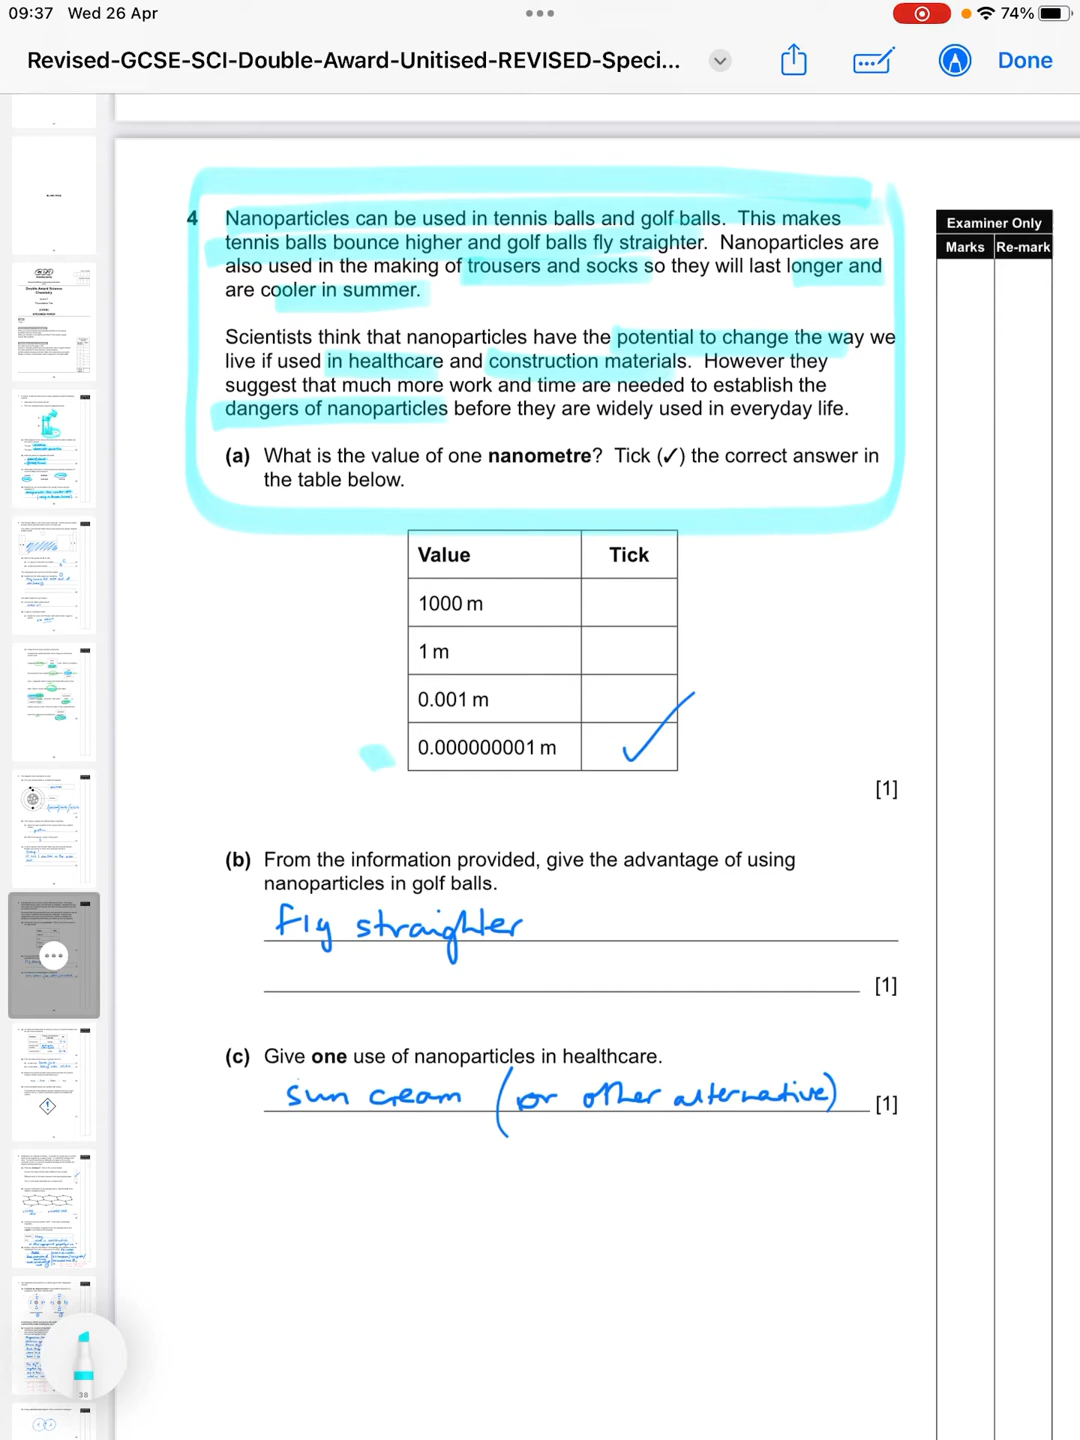 09:37 Wed 26 Apr
74%
Revised-GCSE-SCI-Double-Award-Unitised-REVISED-Speci...
Done
4 Nanoparticles can be used in tennis balls and golf balls. This makes
tennis balls bounce higher and golf balls fly straighter. Nanoparticles are
also used in the making of trousers and socks so they will last longer and
are cooler in summer.
Scientists think that nanoparticles have the potential to change the way we
live if used in healthcare and construction materials. However they
suggest that much more work and time are needed to establish the
dangers of nanoparticles before they are widely used in everyday life.
(a) What is the value of one nanometre? Tick (✓) the correct answer in
the table below.
Value Tick
1000 m
1 m
0.001 m
0.000000001 m ✓
[1]
(b) From the information provided, give the advantage of using
nanoparticles in golf balls.
fly straighter
[1]
(c) Give one use of nanoparticles in healthcare.
sun cream (or other alternative) [1]
Examiner Only
Marks Re-mark
38